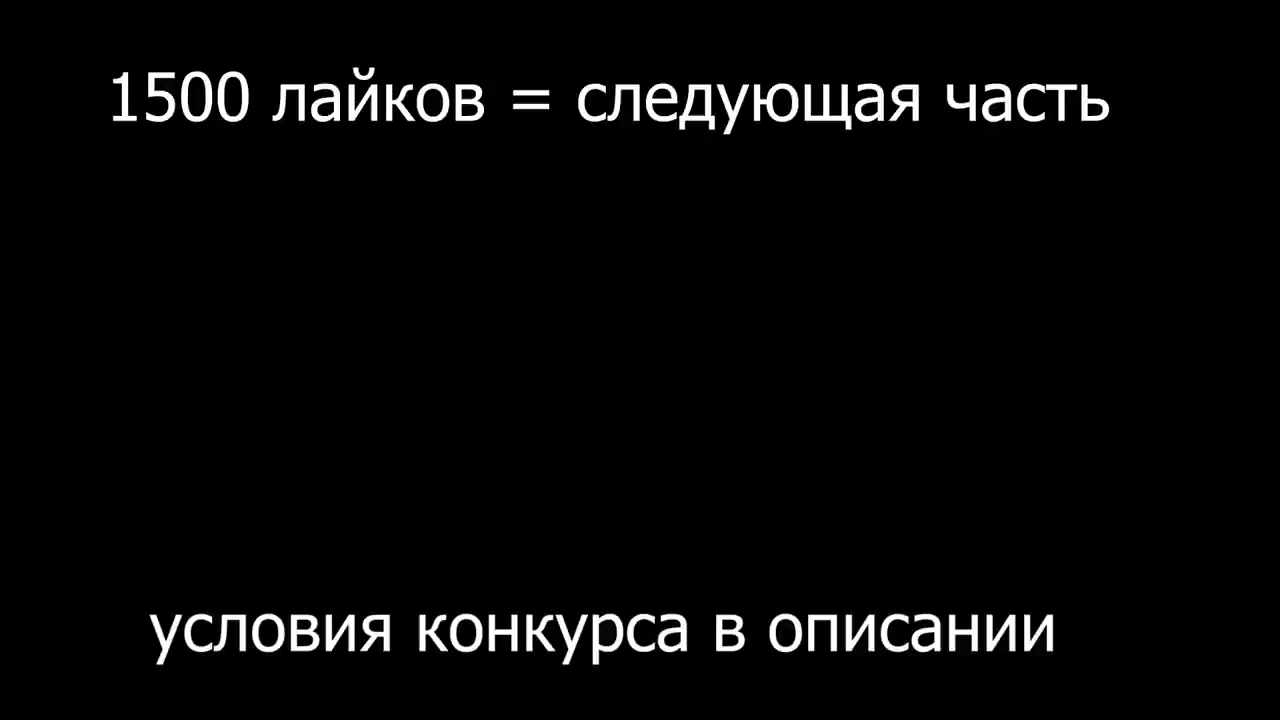 1500 лайков = следующая часть
условия конкурса в описании